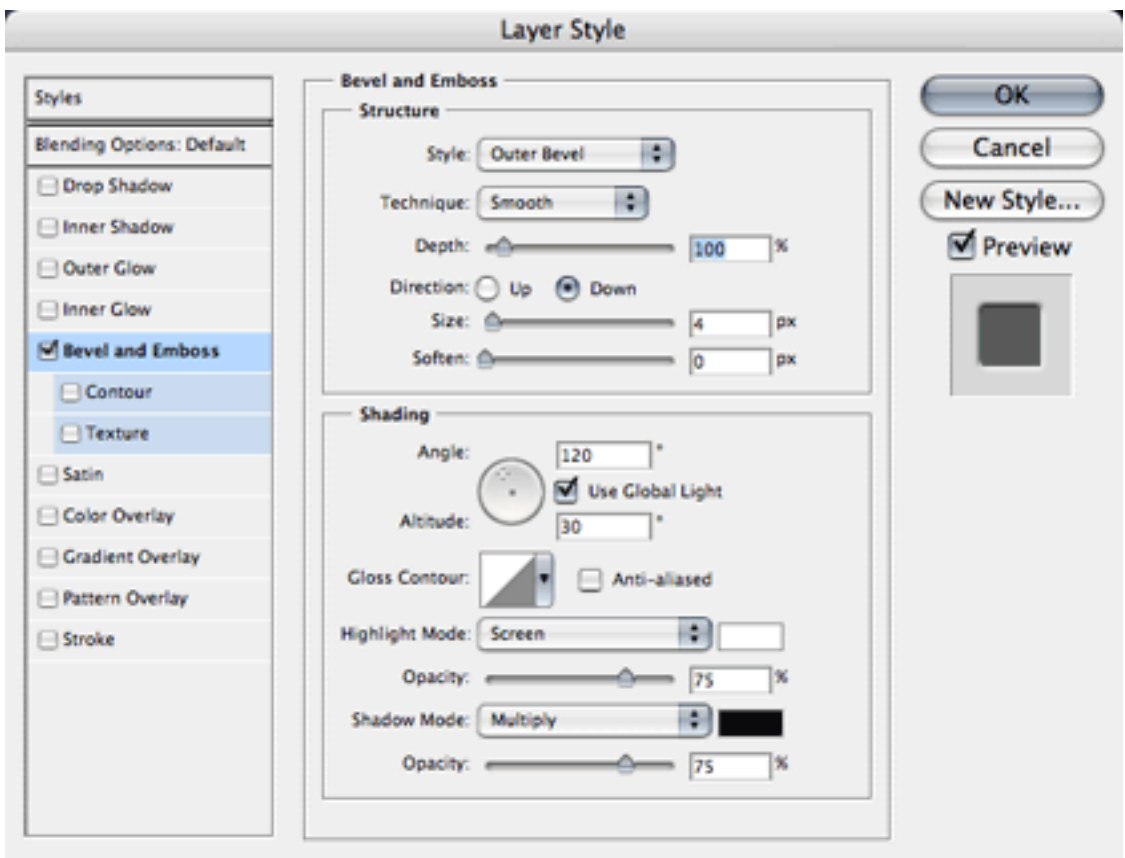 Layer Style
Styles
Blending Options: Default
Drop Shadow
Inner Shadow
Outer Glow
Inner Glow
Bevel and Emboss
Contour
Texture
Satin
Color Overlay
Gradient Overlay
Pattern Overlay
Stroke
Bevel and Emboss
Structure
Style: Outer Bevel
Technique: Smooth
Depth: 100 %
Direction: Up Down
Size: 4 px
Soften: 0 px
Shading
Angle: 120 °
Use Global Light
Altitude: 30 °
Gloss Contour: Anti-aliased
Highlight Mode: Screen
Opacity: 75 %
Shadow Mode: Multiply
Opacity: 75 %
OK
Cancel
New Style...
Preview